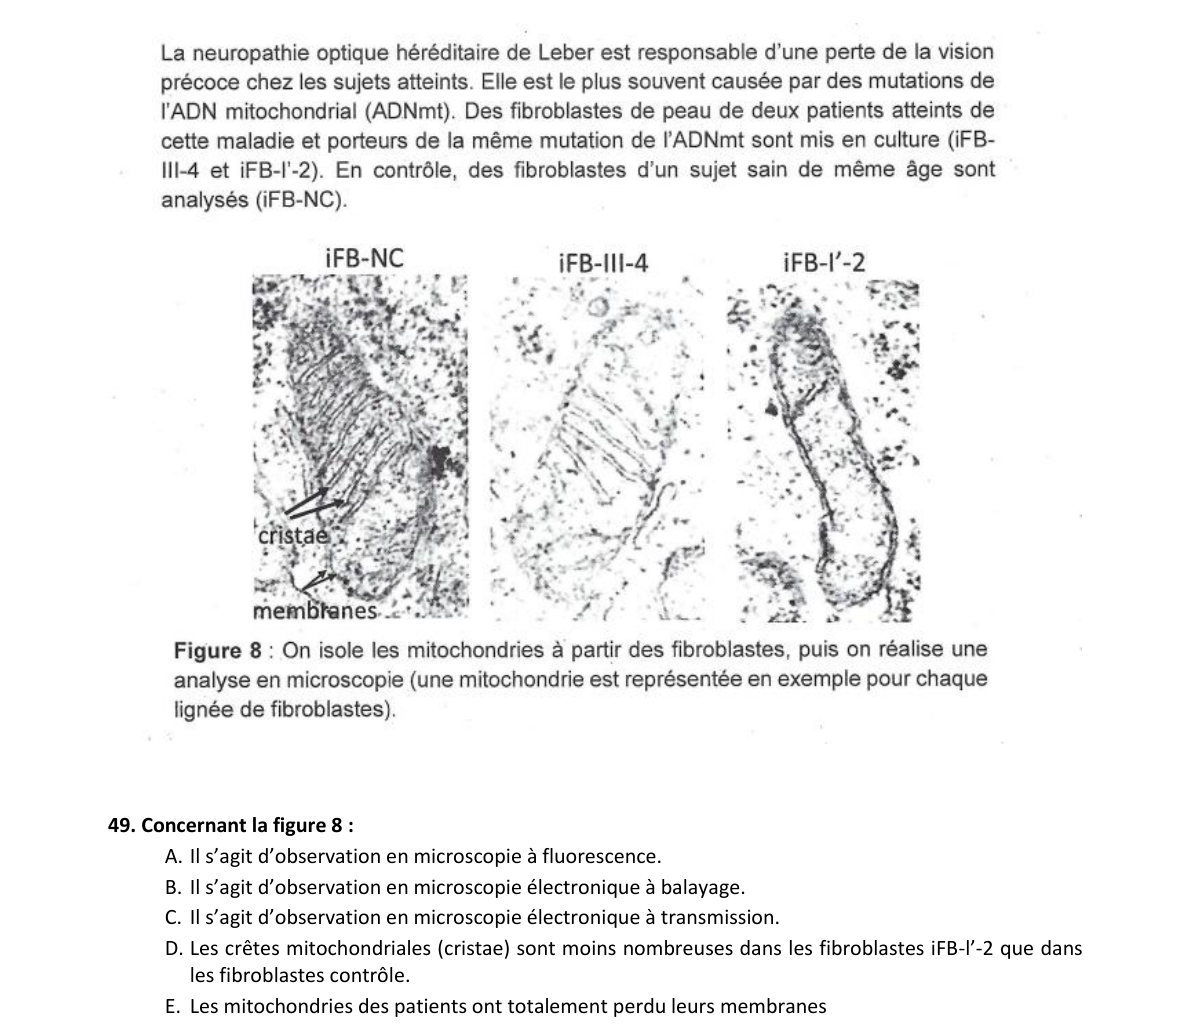 La neuropathie optique héréditaire de Leber est responsable d'une perte de la vision
précoce chez les sujets atteints. Elle est le plus souvent causée par des mutations de
l'ADN mitochondrial (ADNmt). Des fibroblastes de peau de deux patients atteints de
cette maladie et porteurs de la même mutation de l'ADNmt sont mis en culture (iFB-
III-4 et iFB-I'-2). En contrôle, des fibroblastes d'un sujet sain de même âge sont
analysés (iFB-NC).
iFB-NC iFB-III-4 iFB-I'-2
cristae
membranes
Figure 8 : On isole les mitochondries à partir des fibroblastes, puis on réalise une
analyse en microscopie (une mitochondrie est représentée en exemple pour chaque
lignée de fibroblastes).
49. Concernant la figure 8 :
A. Il s'agit d'observation en microscopie à fluorescence.
B. Il s'agit d'observation en microscopie électronique à balayage.
C. Il s'agit d'observation en microscopie électronique à transmission.
D. Les crêtes mitochondriales (cristae) sont moins nombreuses dans les fibroblastes iFB-l'-2 que dans
les fibroblastes contrôle.
E. Les mitochondries des patients ont totalement perdu leurs membranes